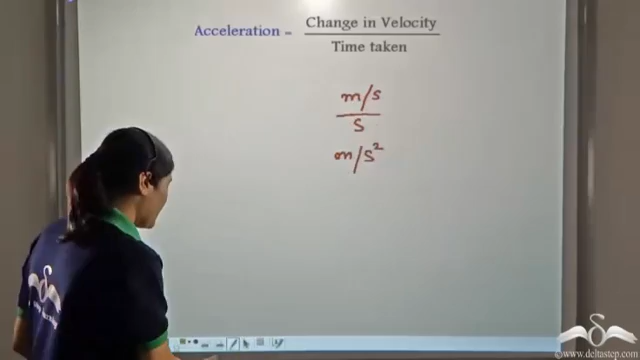 Acceleration = Change in Velocity
Time taken
m/s
s
m/s²
©www.deltastep.com